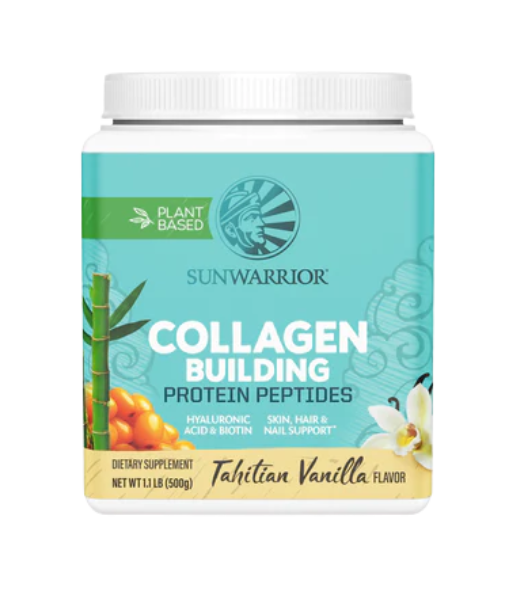 PLANT
BASED
SUNWARRIOR®
COLLAGEN
BUILDING
PROTEIN PEPTIDES
HYALURONIC
ACID & BIOTIN
SKIN, HAIR &
NAIL SUPPORT*
DIETARY SUPPLEMENT
NET WT 1.1 LB (500g)
Tahitian Vanilla FLAVOR